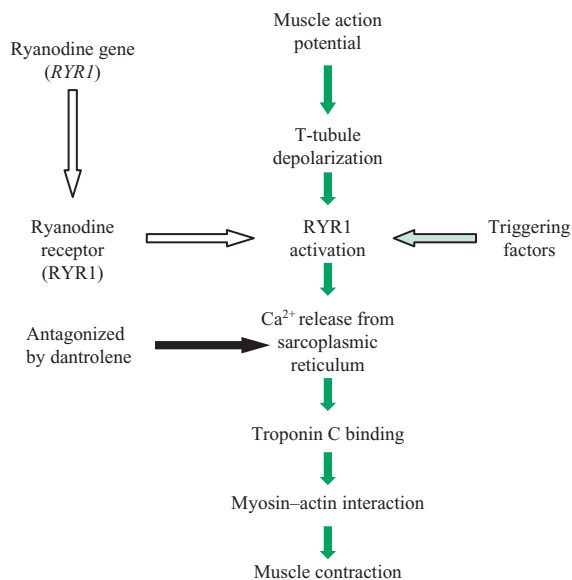 Muscle action
potential
Ryanodine gene
(RYR1)
T-tubule
depolarization
Ryanodine
receptor
(RYR1)
RYR1
activation
Triggering
factors
Antagonized
by dantrolene
Ca²⁺ release from
sarcoplasmic
reticulum
Troponin C binding
Myosin–actin interaction
Muscle contraction